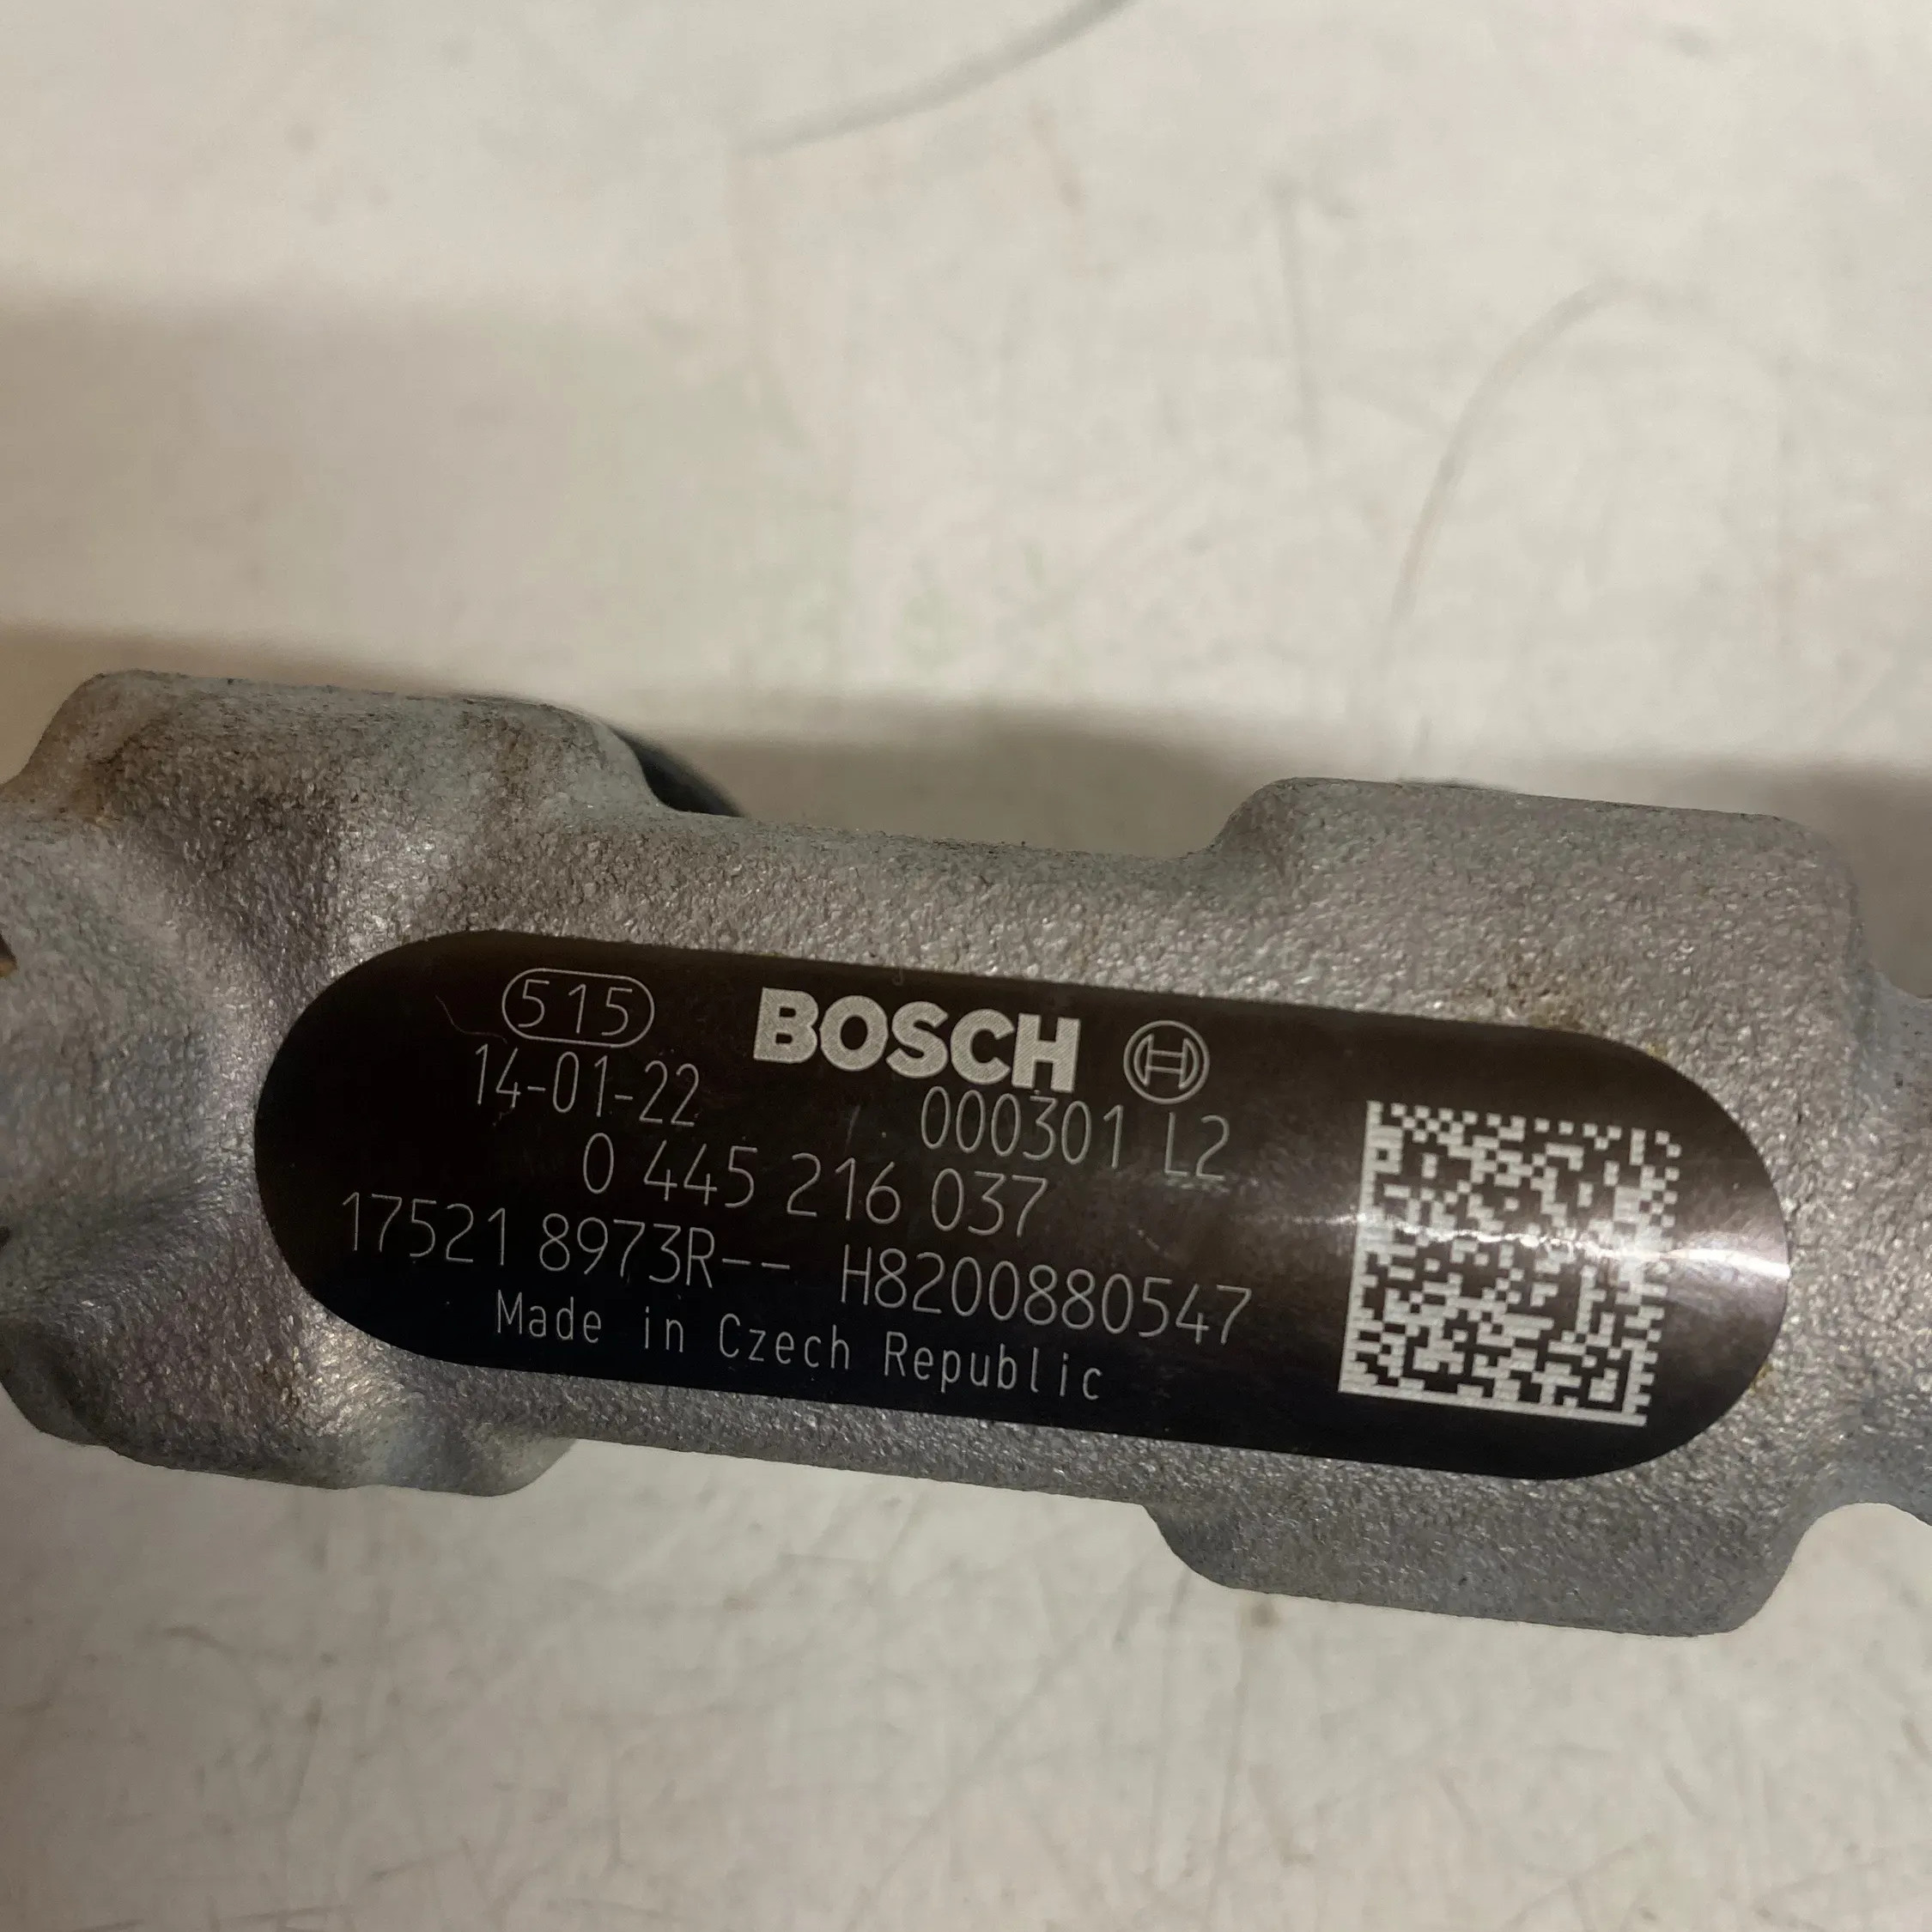 515 BOSCH
14-01-22 000301 L2
0 445 216 037
17521 8973R-- H8200880547
Made in Czech Republic